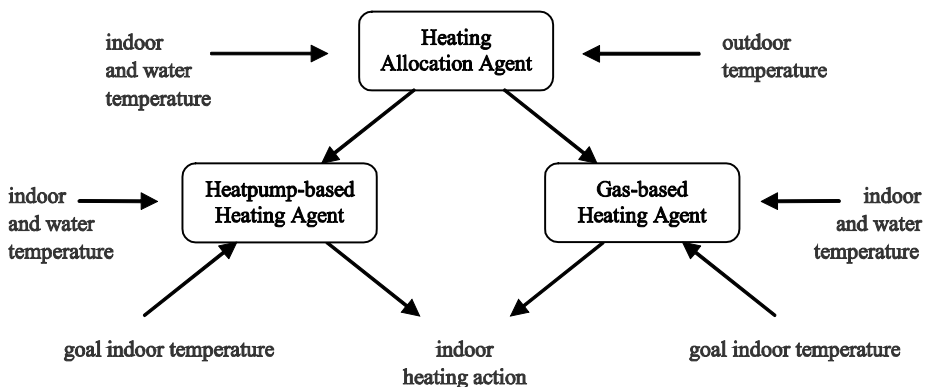 indoor
and water
temperature
Heating
Allocation Agent
outdoor
temperature
indoor
and water
temperature
Heatpump-based
Heating Agent
Gas-based
Heating Agent
indoor
and water
temperature
goal indoor temperature
indoor
heating action
goal indoor temperature